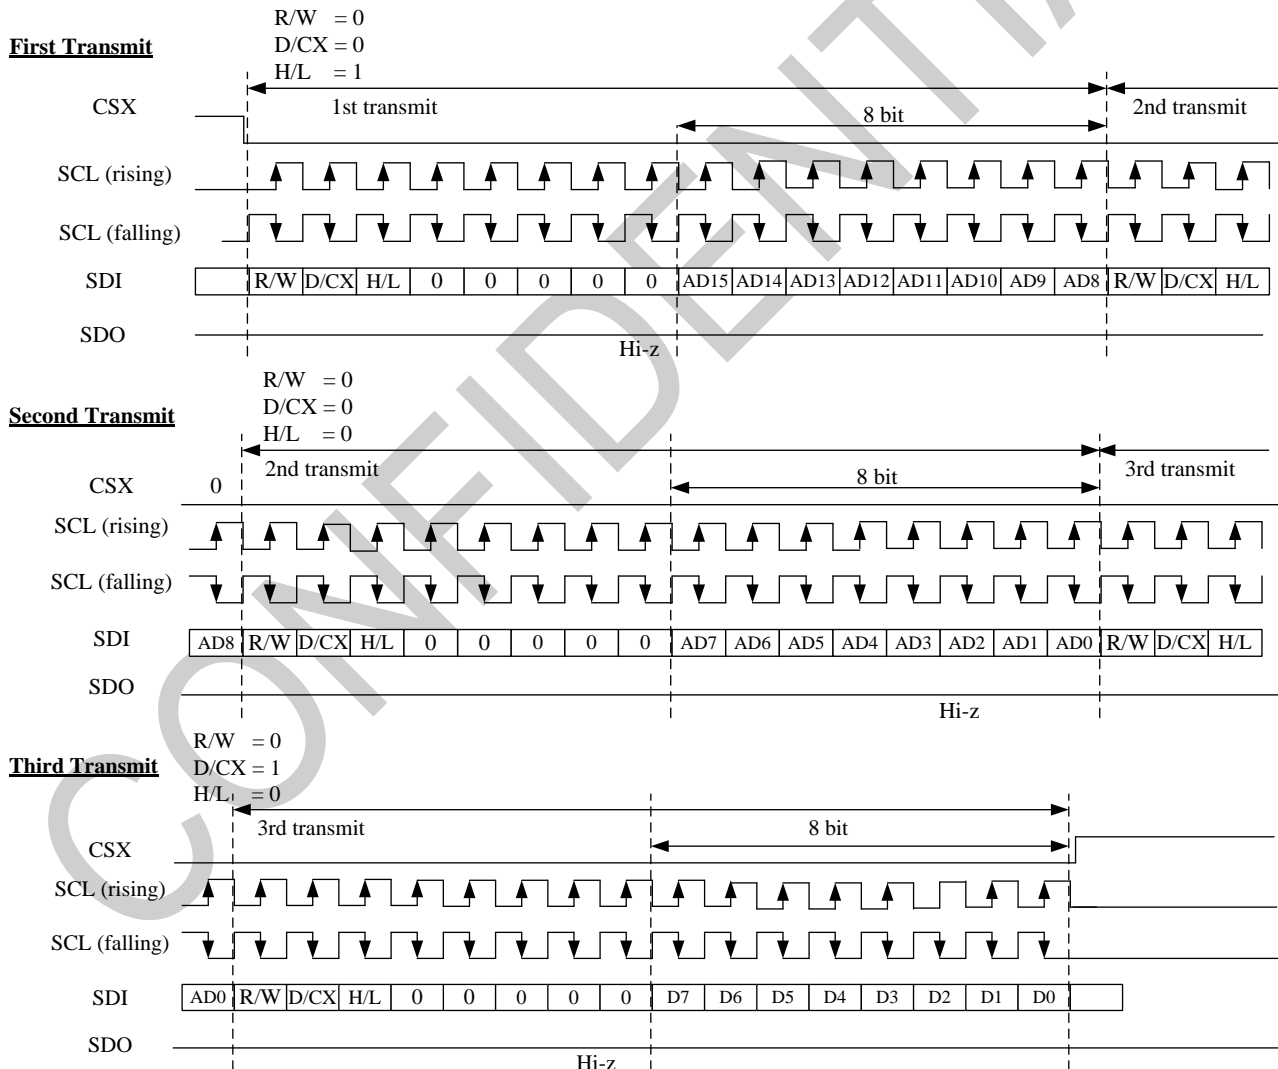 R/W = 0
First Transmit
D/CX = 0
H/L = 1
CSX
1st transmit
8 bit
2nd transmit
SCL (rising)
SCL (falling)
SDI R/W D/CX H/L 0 0 0 0 0 AD15 AD14 AD13 AD12 AD11 AD10 AD9 AD8 R/W D/CX H/L
SDO
Hi-z
R/W = 0
D/CX = 0
Second Transmit
H/L = 0
2nd transmit
8 bit
3rd transmit
CSX 0
SCL (rising)
SCL (falling)
SDI AD8 R/W D/CX H/L 0 0 0 0 0 AD7 AD6 AD5 AD4 AD3 AD2 AD1 AD0 R/W D/CX H/L
SDO
Hi-z
R/W = 0
Third Transmit
D/CX = 1
H/L = 0
3rd transmit
8 bit
CSX
SCL (rising)
SCL (falling)
SDI AD0 R/W D/CX H/L 0 0 0 0 0 D7 D6 D5 D4 D3 D2 D1 D0
SDO
Hi-z
CONFIDENTIA